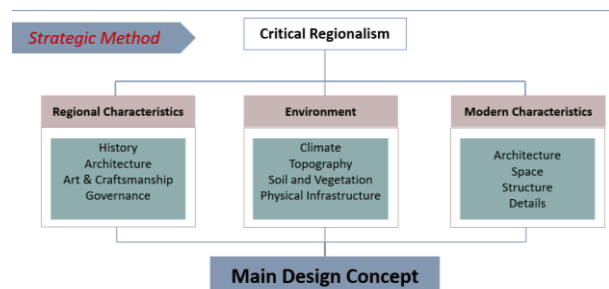 Strategic Method
Critical Regionalism
Regional Characteristics
History
Architecture
Art & Craftsmanship
Governance
Environment
Climate
Topography
Soil and Vegetation
Physical Infrastructure
Modern Characteristics
Architecture
Space
Structure
Details
Main Design Concept